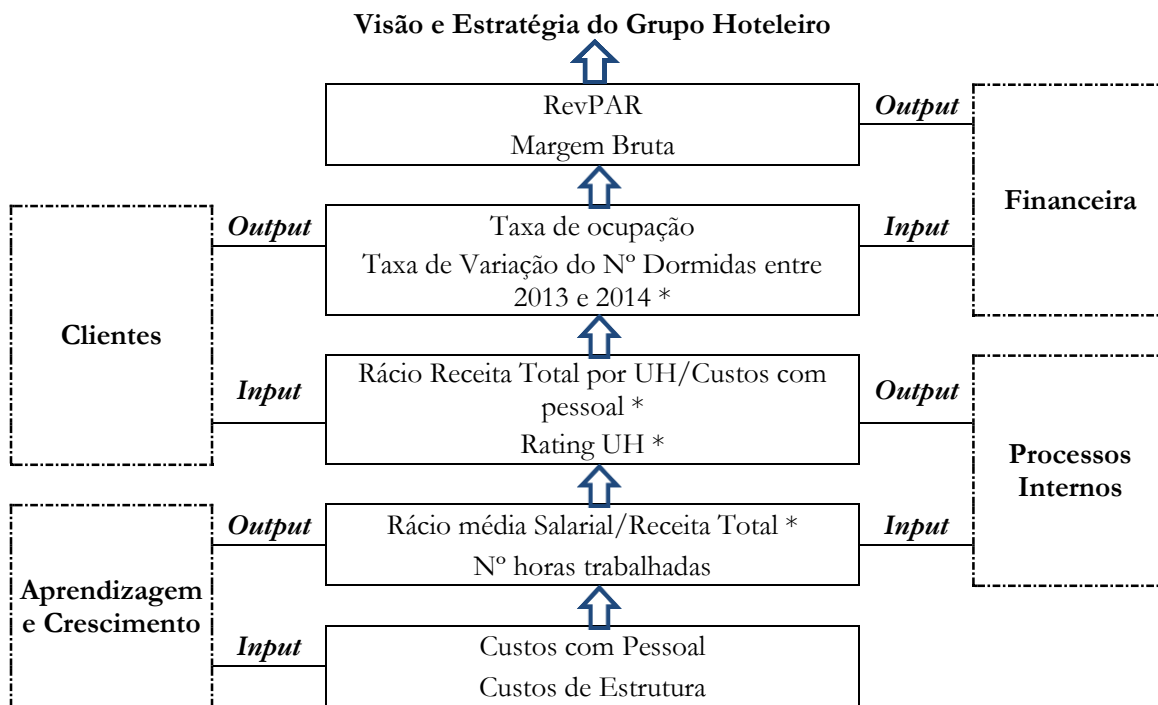 Visão e Estratégia do Grupo Hoteleiro
RevPAR
Margem Bruta
Output
Financeira
Output
Taxa de ocupação
Taxa de Variação do Nº Dormidas entre
2013 e 2014 *
Input
Clientes
Input
Rácio Receita Total por UH/Custos com
pessoal *
Rating UH *
Output
Processos
Internos
Output
Rácio média Salarial/Receita Total *
Nº horas trabalhadas
Input
Aprendizagem
e Crescimento
Input
Custos com Pessoal
Custos de Estrutura